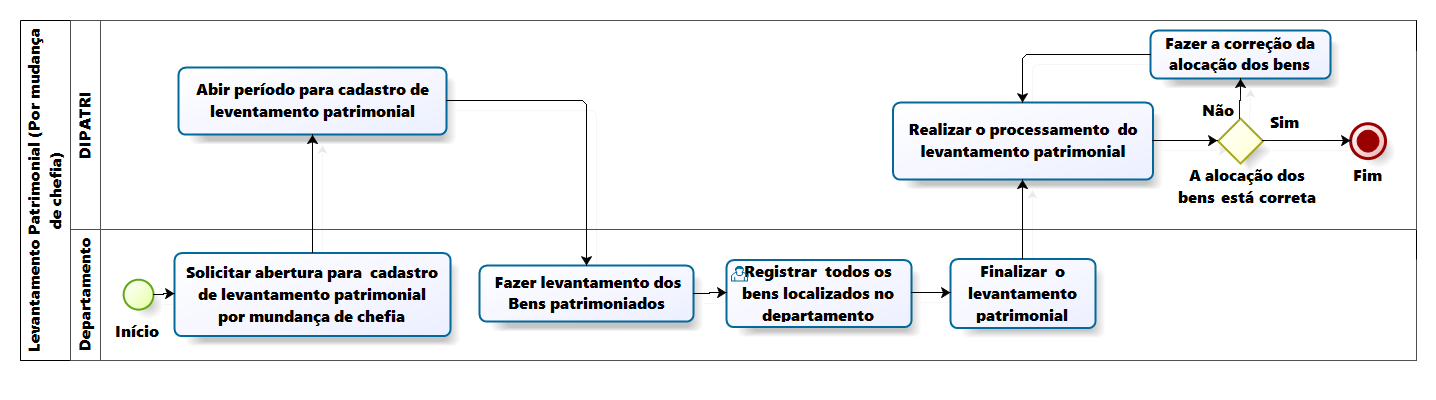 Levantamento Patrimonial (Por mudança
de chefia)
DIPATRI
Departamento
Início
Solicitar abertura para cadastro
de levantamento patrimonial
por mundança de chefia
Abir período para cadastro de
leventamento patrimonial
Fazer levantamento dos
Bens patrimoniados
Registrar todos os
bens localizados no
departamento
Finalizar o
levantamento
patrimonial
Realizar o processamento do
levantamento patrimonial
Fazer a correção da
alocação dos bens
Não
Sim
A alocação dos
bens está correta
Fim